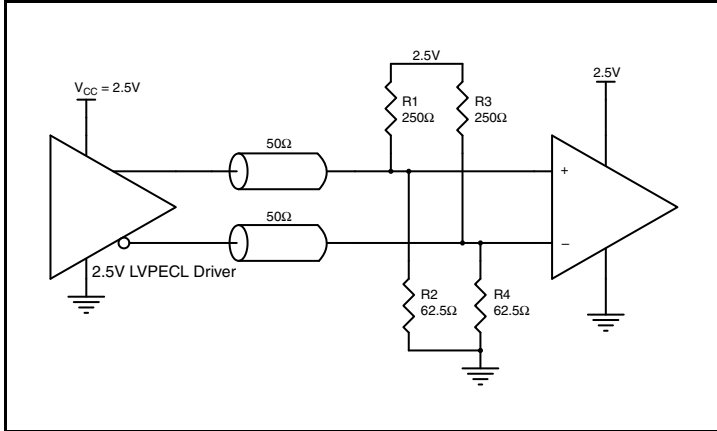 2.5V
V_CC = 2.5V
2.5V
R1
250Ω
R3
250Ω
50Ω
+
50Ω
–
2.5V LVPECL Driver
R2
62.5Ω
R4
62.5Ω